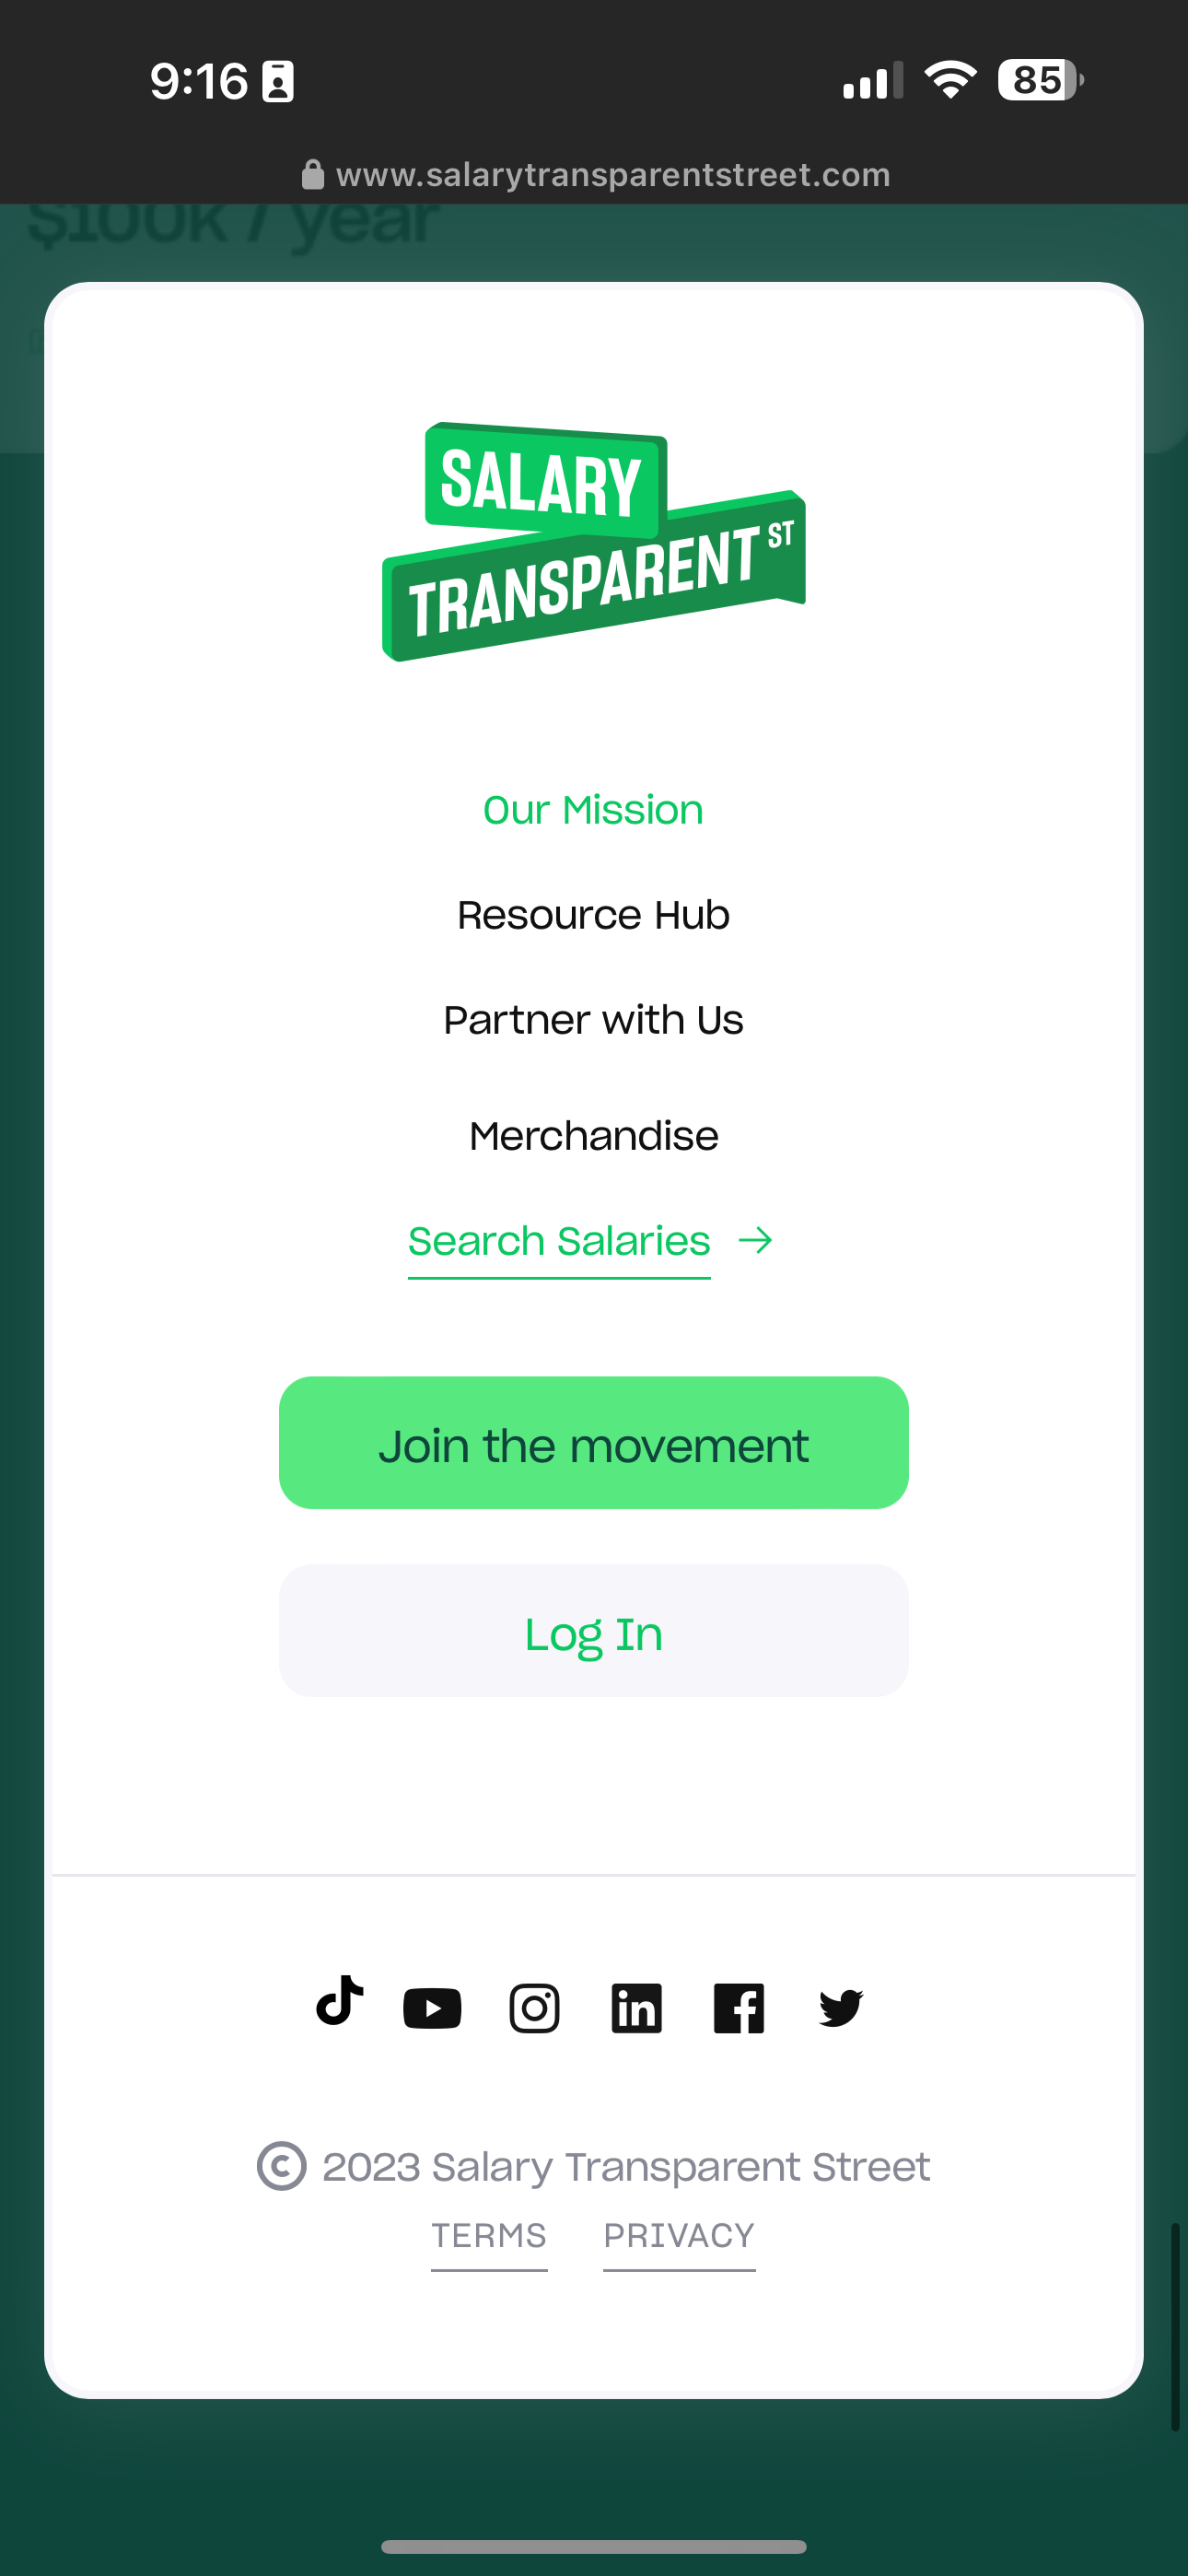 9:16
85
www.salarytransparentstreet.com
$100k / year
SALARY
TRANSPARENT ST
Our Mission
Resource Hub
Partner with Us
Merchandise
Search Salaries →
Join the movement
Log In
© 2023 Salary Transparent Street
TERMS PRIVACY